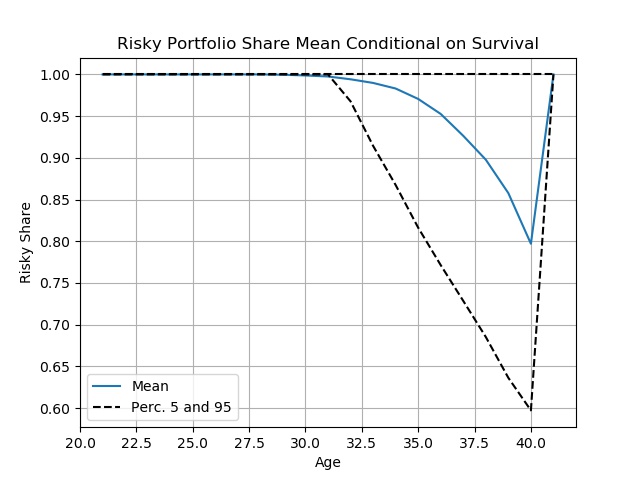 Risky Portfolio Share Mean Conditional on Survival
1.00
0.95
0.90
0.85
0.80
0.75
0.70
0.65
0.60
Risky Share
Mean
Perc. 5 and 95
20.0 22.5 25.0 27.5 30.0 32.5 35.0 37.5 40.0
Age